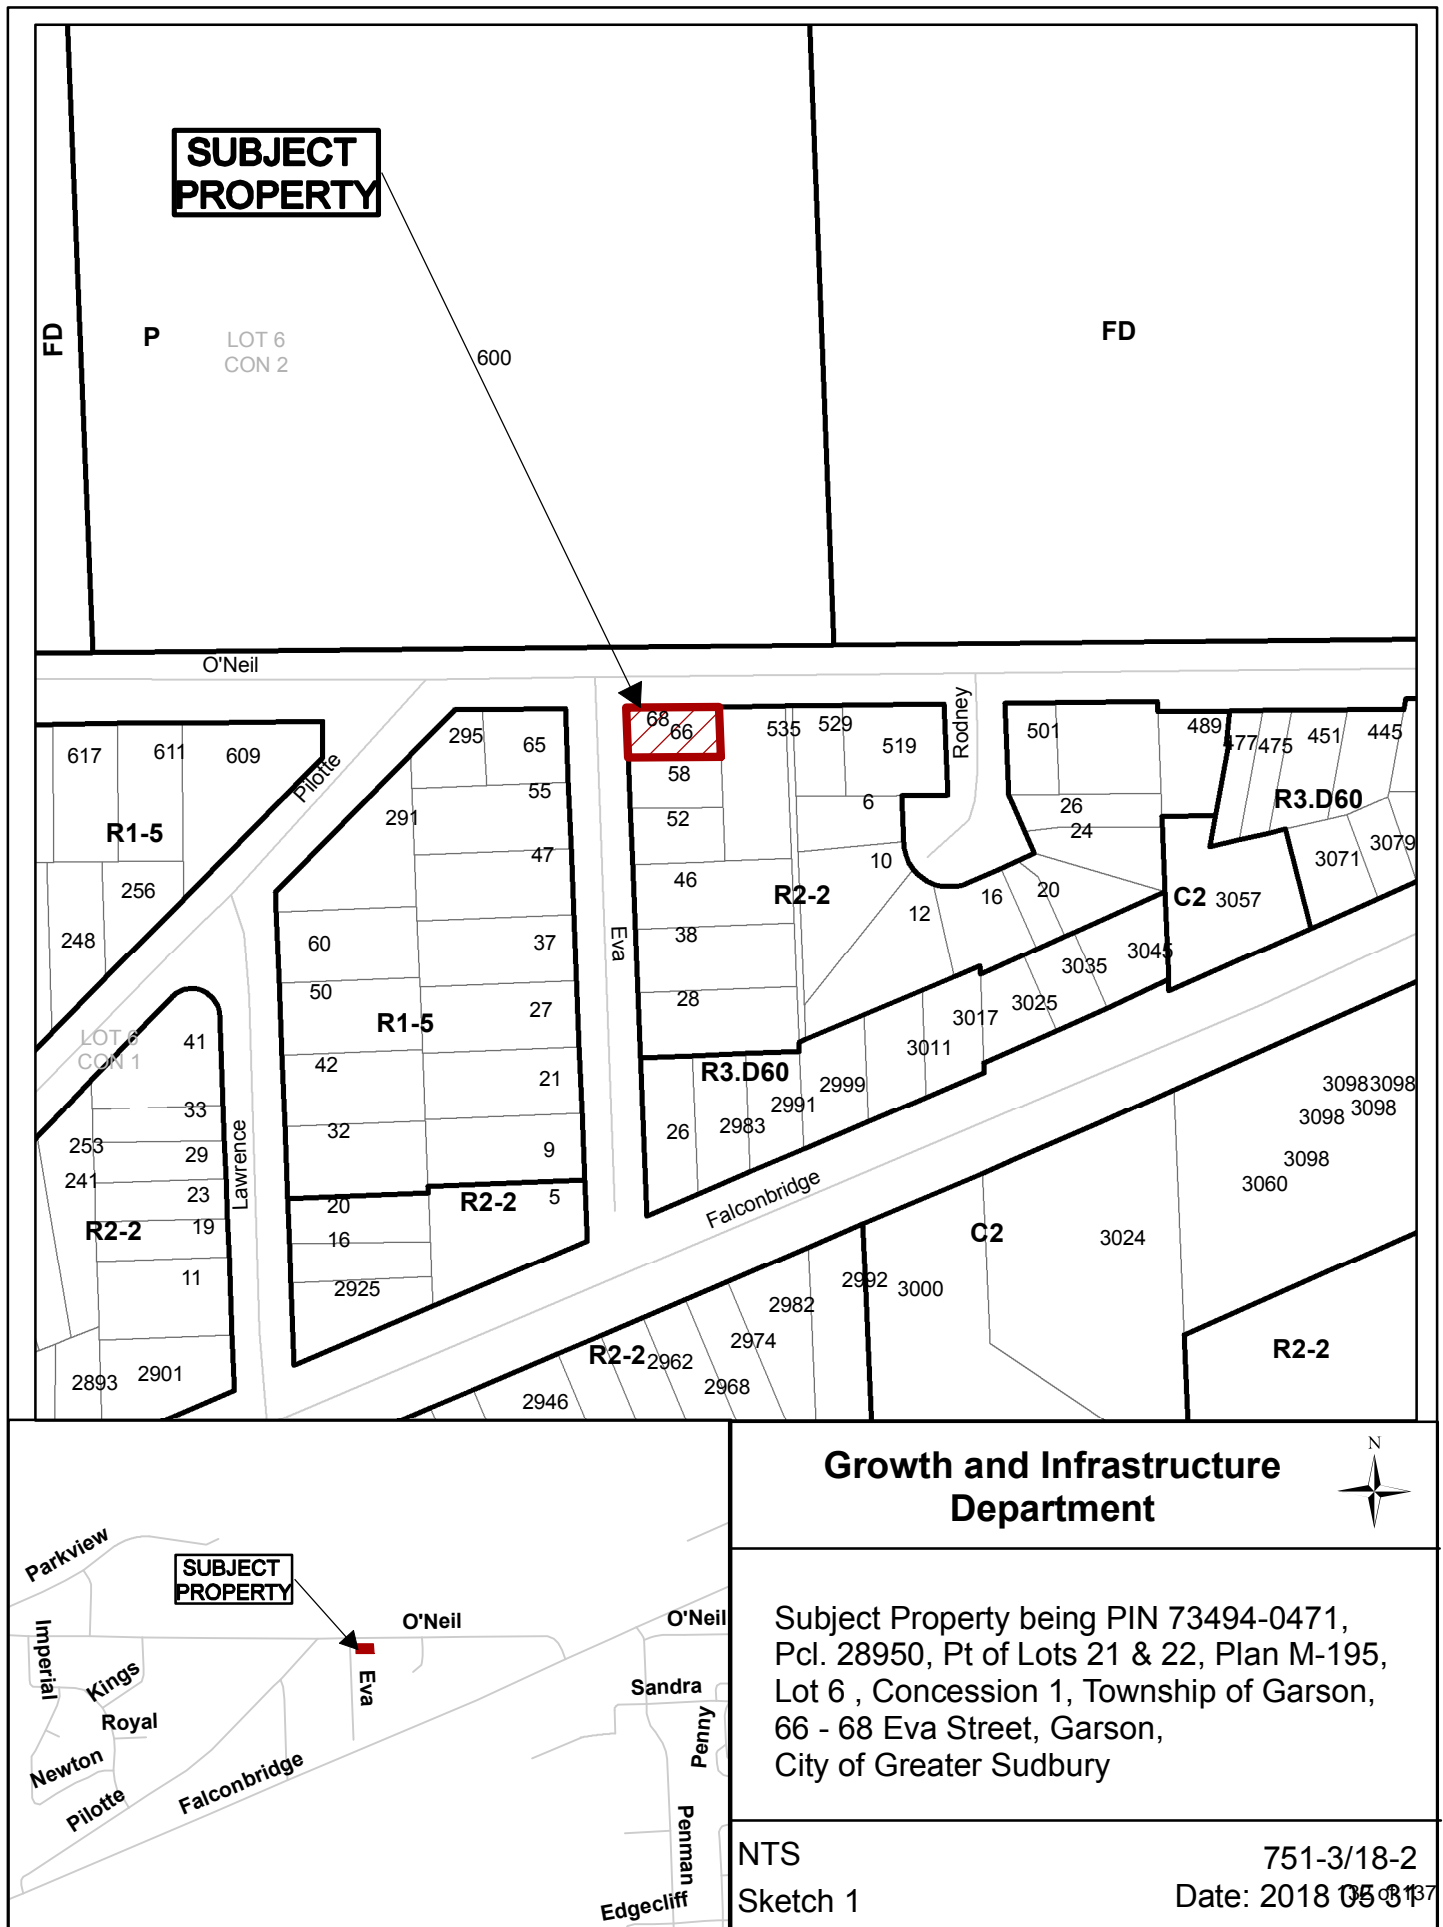 SUBJECT
PROPERTY
FD
P
LOT 6
CON 2
600
FD
O'Neil
617
611
609
Pilotte
295
65
68
66
535
529
519
Rodney
501
489
477
475
451
445
R1-5
291
55
58
52
6
26
24
R3.D60
256
47
46
10
R2-2
16
20
C2
3057
3071
3079
248
60
37
Eva
38
12
3035
3045
50
R1-5
27
28
3017
3025
LOT 6
CON 1
41
42
21
R3.D60
3011
2999
2991
3098
3098
3098
3098
33
253
29
32
9
26
2983
3098
241
23
Lawrence
20
R2-2
5
Falconbridge
3060
R2-2
19
16
C2
3024
11
2925
2992
3000
2982
2974
R2-2
2962
2968
R2-2
2893
2901
2946
Growth and Infrastructure
Department
N
Parkview
SUBJECT
PROPERTY
O'Neil
O'Neil
Imperial
Kings
Eva
Sandra
Royal
Penny
Newton
Pilotte
Falconbridge
Penman
Edgecliff
Subject Property being PIN 73494-0471,
Pcl. 28950, Pt of Lots 21 & 22, Plan M-195,
Lot 6 , Concession 1, Township of Garson,
66 - 68 Eva Street, Garson,
City of Greater Sudbury
NTS
751-3/18-2
Sketch 1
Date: 2018 05 31
of 137